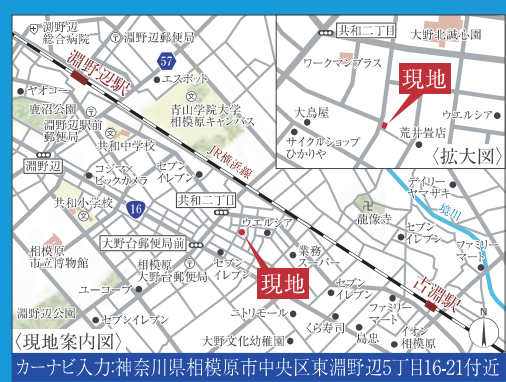 渕野辺
総合病院
淵野辺郵便局
57
共和二丁目
大野北誠心園
淵野辺駅
エスポット
ワークマンプラス
ヤオコー
現地
鹿沼公園
青山学院大学
相模原キャンパス
大鳥屋
ウエルシア
淵野辺駅前
郵便局
共和中学校
サイクルショップ
ひかりや
荒井畳店
JR横浜線
〈拡大図〉
淵野辺
コジマ×
ビックカメラ
セブン
イレブン
デイリー
ヤマザキ
共和小学校
16
共和二丁目
龍像寺
境川
ウエルシア
セブン
イレブン
大野台郵便局前
相模原
市立博物館
相模原
大野台郵便局
セブン
イレブン
業務
スーパー
ファミリー
マート
現地
ユーコープ
セブン
イレブン
古淵駅
淵野辺公園
セブンイレブン
ニトリモール
ファミリー
マート
くら寿司
〈現地案内図〉
大野文化幼稚園
島忠
イオン
相模原
N
カーナビ入力:神奈川県相模原市中央区東淵野辺5丁目16-21付近